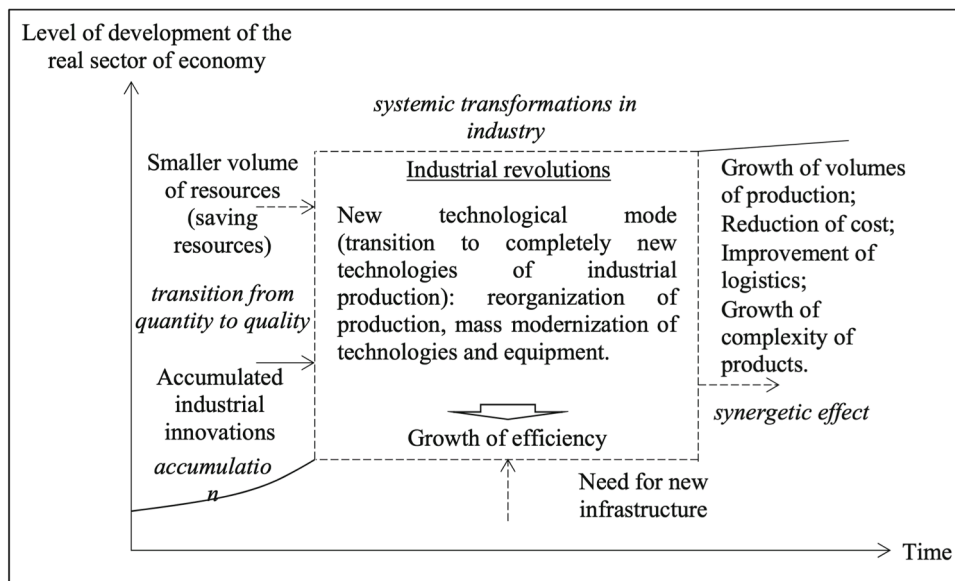 Level of development of the
real sector of economy
systemic transformations in
industry
Smaller volume
of resources
(saving
resources)
transition from
quantity to quality
Accumulated
industrial
innovations
accumulatio
n
Industrial revolutions
New technological mode
(transition to completely new
technologies of industrial
production): reorganization of
production, mass modernization of
technologies and equipment.
Growth of efficiency
Growth of volumes
of production;
Reduction of cost;
Improvement of
logistics;
Growth of
complexity of
products.
synergetic effect
Need for new
infrastructure
Time